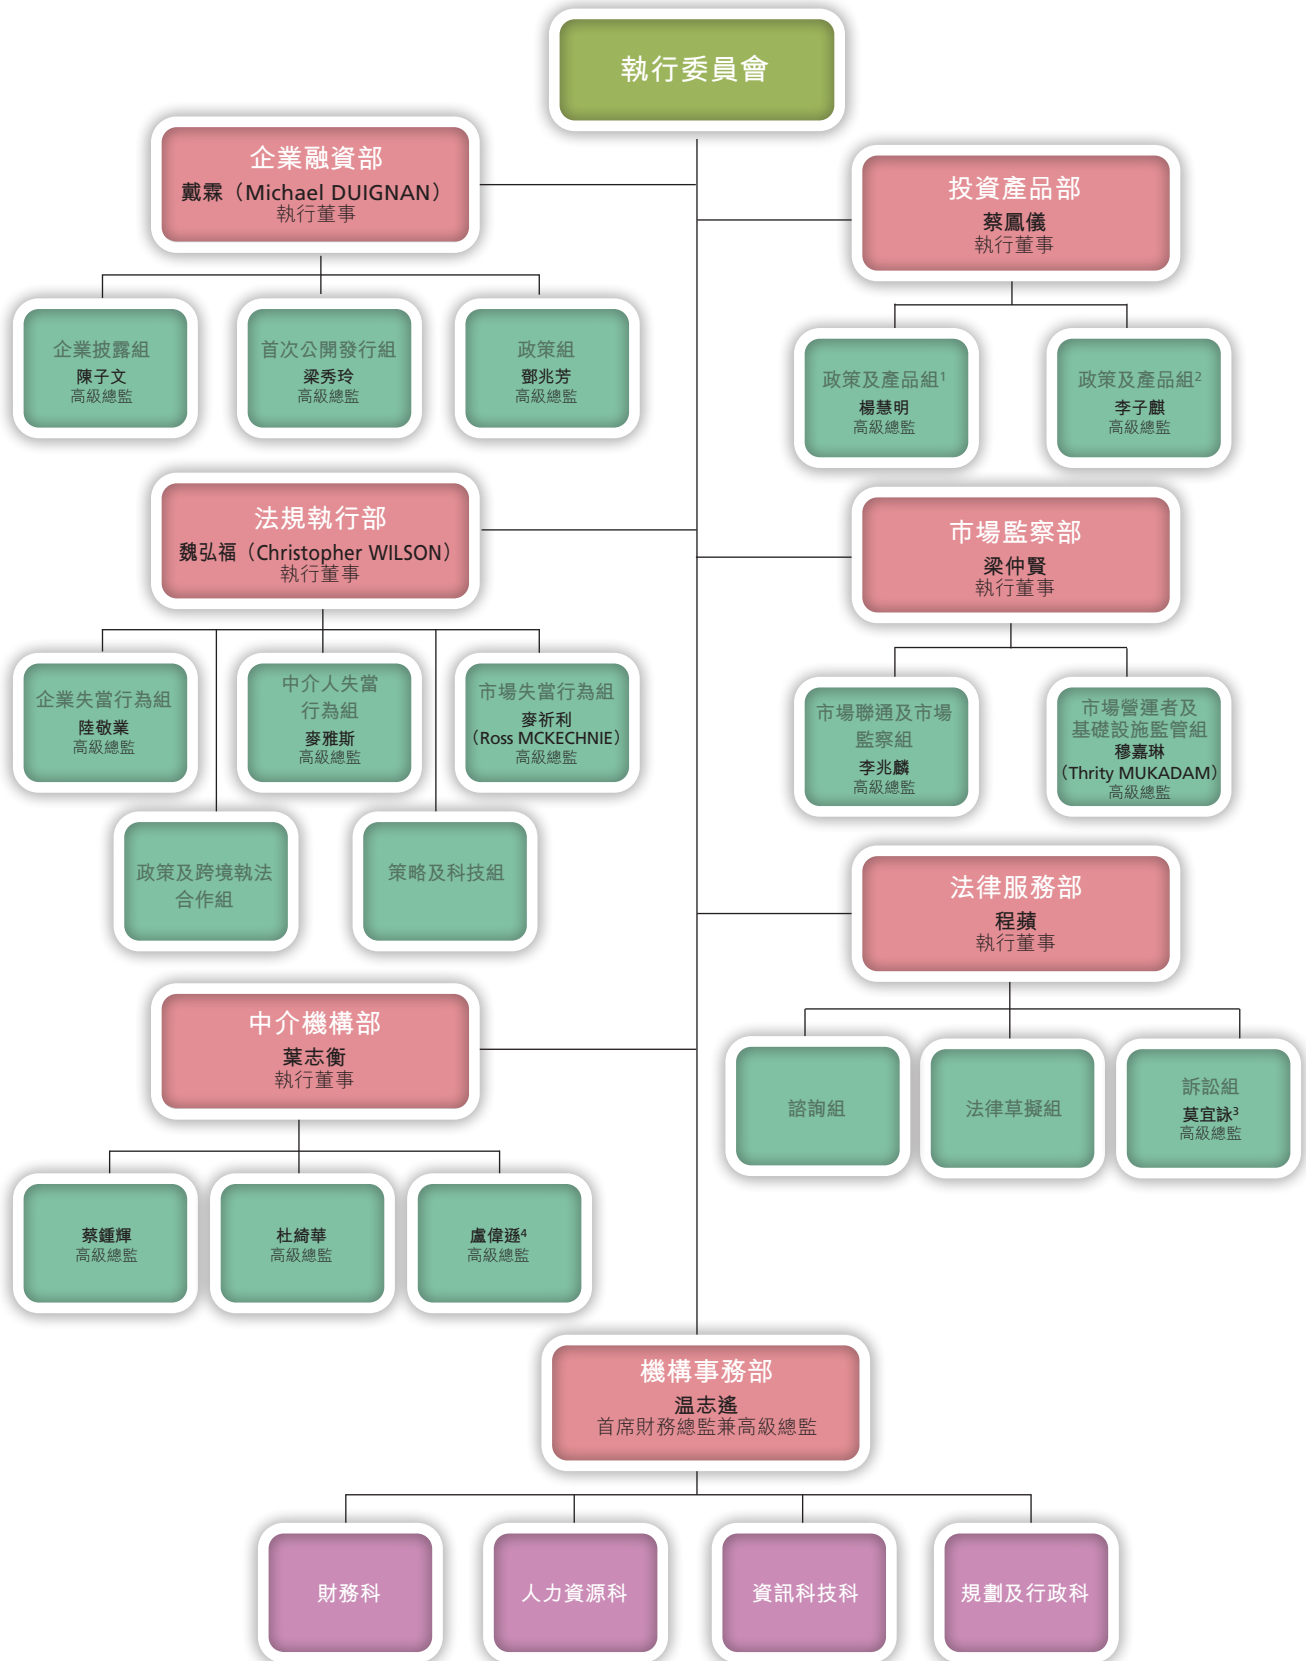 執行委員會
企業融資部
戴霖（Michael DUIGNAN）
執行董事
投資產品部
蔡鳳儀
執行董事
企業披露組
陳子文
高級總監
首次公開發行組
梁秀玲
高級總監
政策組
鄧兆芳
高級總監
政策及產品組1
楊慧明
高級總監
政策及產品組2
李子麒
高級總監
法規執行部
魏弘福（Christopher WILSON）
執行董事
市場監察部
梁仲賢
執行董事
企業失當行為組
陸敬業
高級總監
中介人失當
行為組
麥雅斯
高級總監
市場失當行為組
麥祈利
（Ross MCKECHNIE）
高級總監
市場聯通及市場
監察組
李兆麟
高級總監
市場營運者及
基礎設施監管組
穆嘉琳
（Thrity MUKADAM）
高級總監
政策及跨境執法
合作組
策略及科技組
法律服務部
程蘋
執行董事
中介機構部
葉志衡
執行董事
諮詢組
法律草擬組
訴訟組
莫宜詠3
高級總監
蔡鍾輝
高級總監
杜綺華
高級總監
盧偉遜4
高級總監
機構事務部
温志遙
首席財務總監兼高級總監
財務科
人力資源科
資訊科技科
規劃及行政科